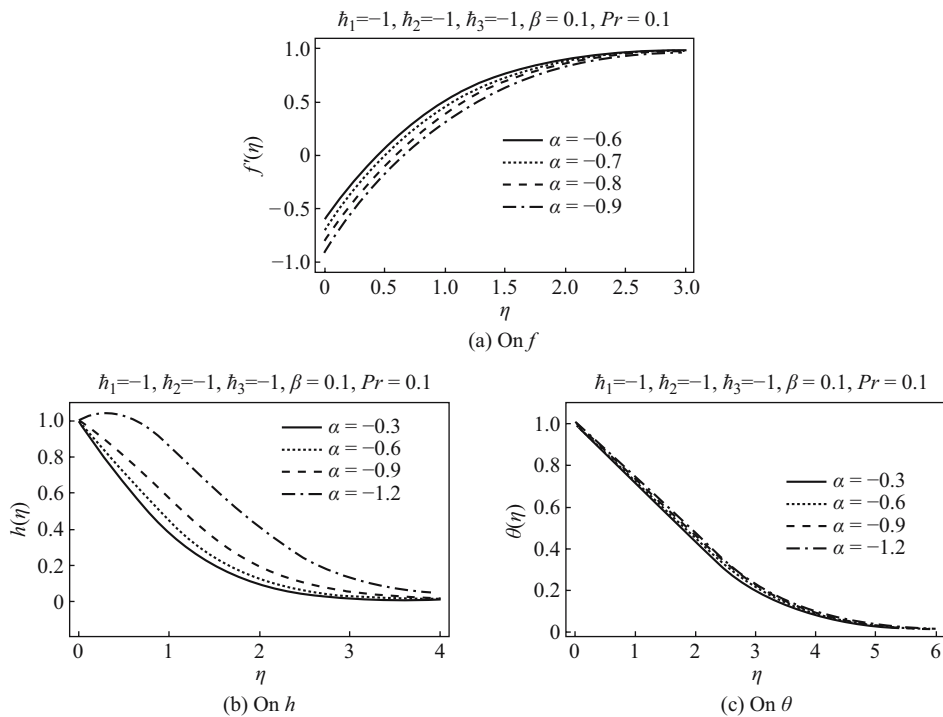 ħ₁=−1, ħ₂=−1, ħ₃=−1, β = 0.1, Pr = 0.1
1.0
0.5
0
−0.5
−1.0
f′(η)
α = −0.6
α = −0.7
α = −0.8
α = −0.9
0 0.5 1.0 1.5 2.0 2.5 3.0
η
(a) On f
ħ₁=−1, ħ₂=−1, ħ₃=−1, β = 0.1, Pr = 0.1
1.0
0.8
0.6
0.4
0.2
0
h(η)
α = −0.3
α = −0.6
α = −0.9
α = −1.2
0 1 2 3 4
η
(b) On h
ħ₁=−1, ħ₂=−1, ħ₃=−1, β = 0.1, Pr = 0.1
1.0
0.8
0.6
0.4
0.2
0
θ(η)
α = −0.3
α = −0.6
α = −0.9
α = −1.2
0 1 2 3 4 5 6
η
(c) On θ